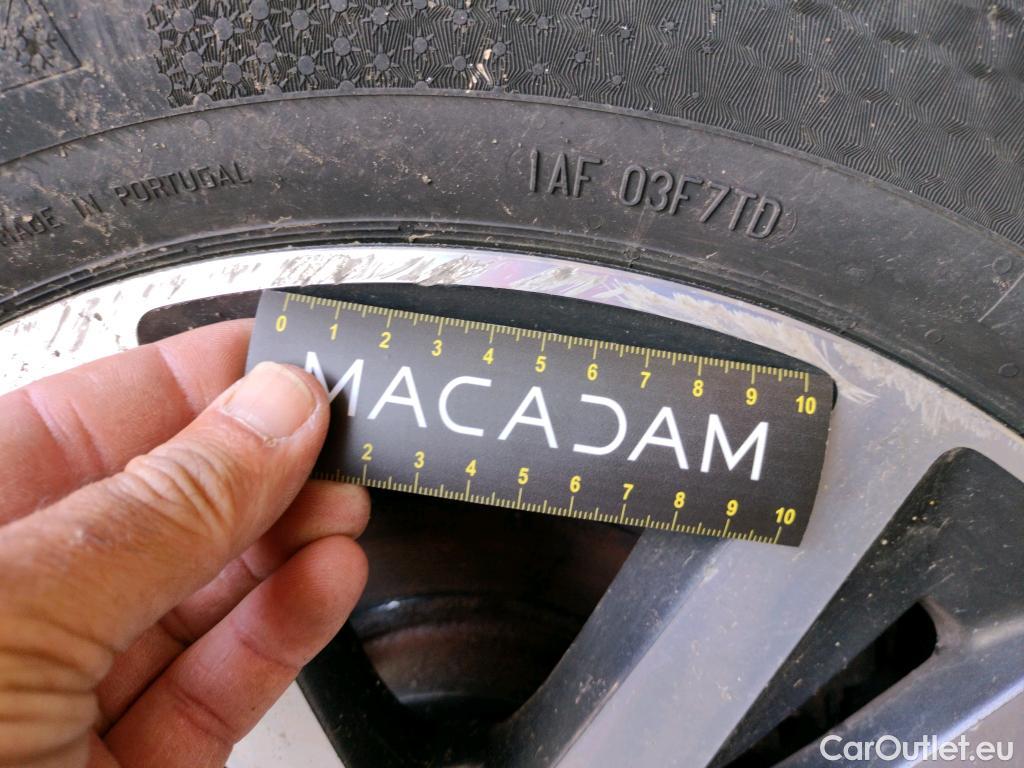 MADE IN PORTUGAL
1AF 03F7TD
0 1 2 3 4 5 6 7 8 9 10
MACADAM
2 3 4 5 6 7 8 9 10
CarOutlet.eu